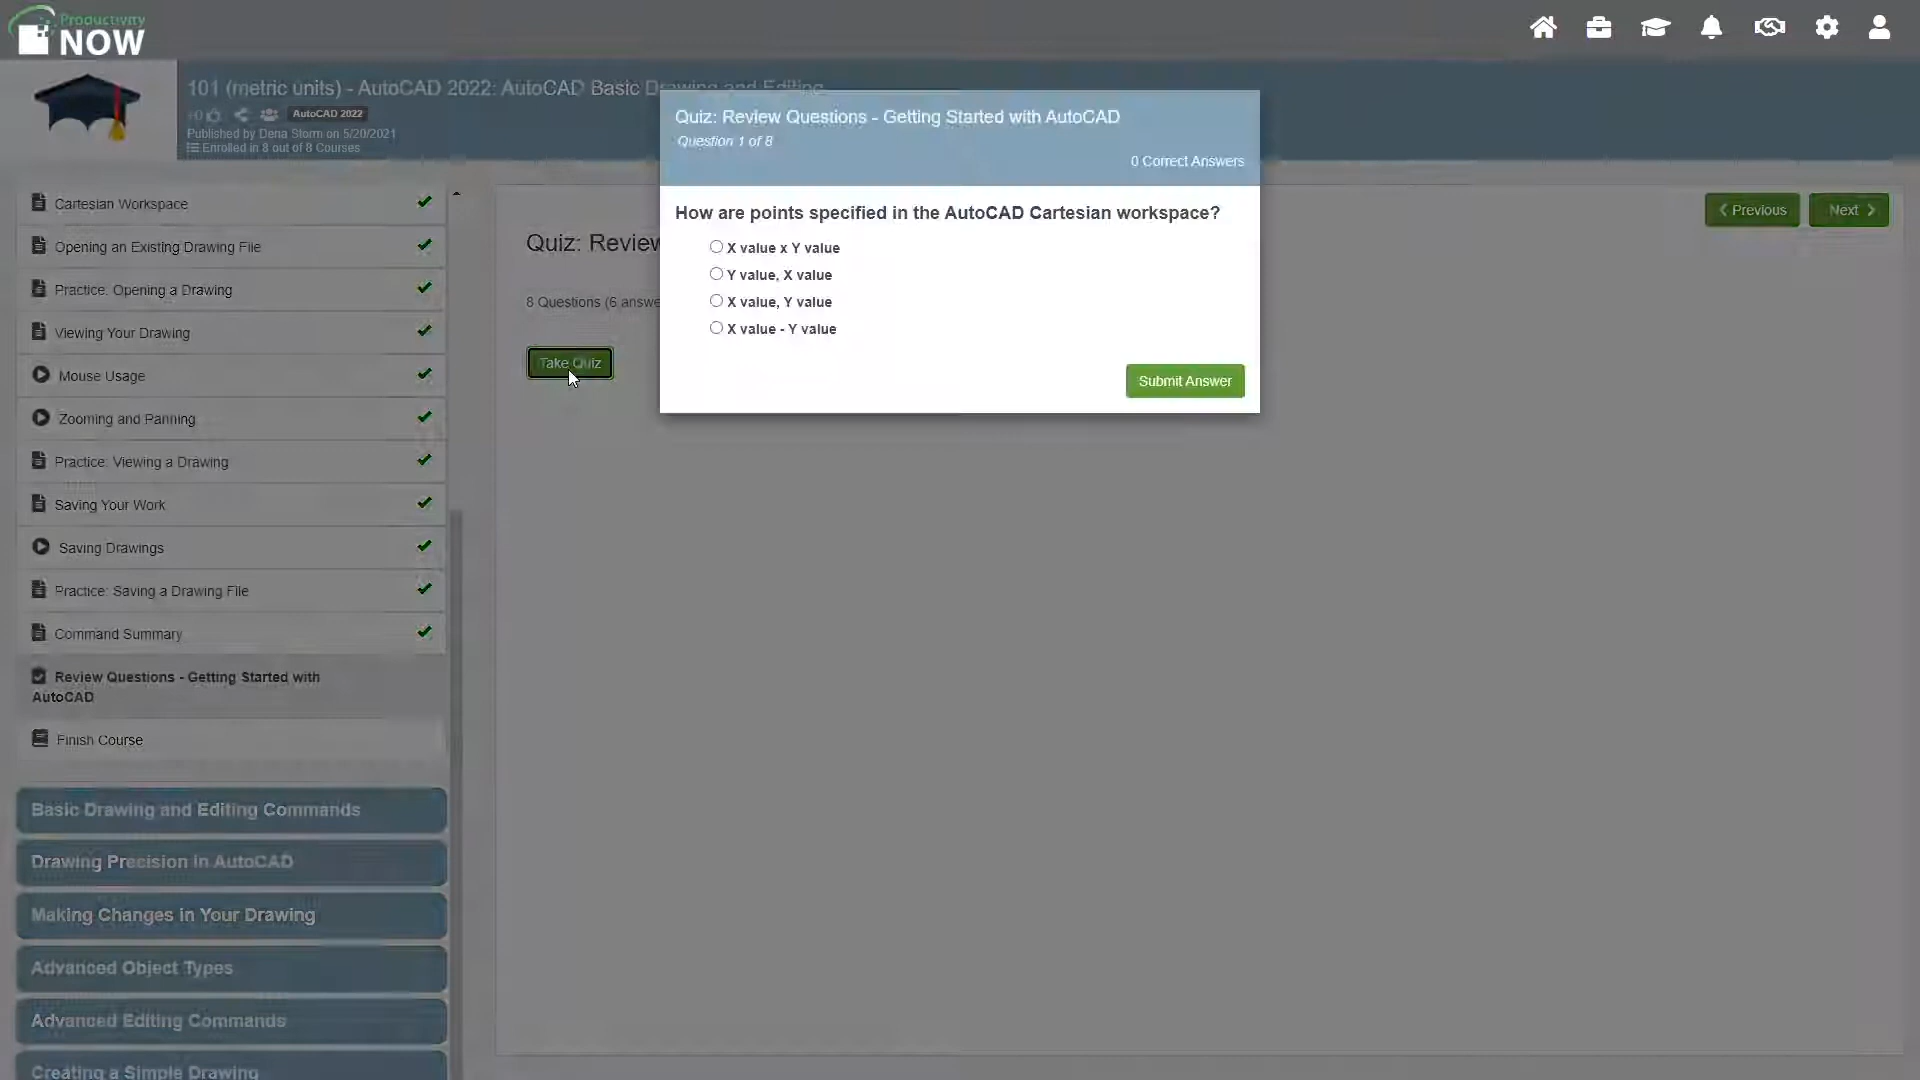 Productivity
NOW
101 (metric units) - AutoCAD 2022: AutoCAD Basic Drawing and Editing
+0
AutoCAD 2022
Published by Dena Storm on 5/20/2021
Enrolled in 8 out of 8 Courses
Cartesian Workspace
Opening an Existing Drawing File
Practice: Opening a Drawing
Viewing Your Drawing
Mouse Usage
Zooming and Panning
Practice: Viewing a Drawing
Saving Your Work
Saving Drawings
Practice: Saving a Drawing File
Command Summary
Review Questions - Getting Started with
AutoCAD
Finish Course
Basic Drawing and Editing Commands
Drawing Precision in AutoCAD
Making Changes in Your Drawing
Advanced Object Types
Advanced Editing Commands
Creating a Simple Drawing
Previous
Next
Quiz: Review
8 Questions (6 answe
Take Quiz
Quiz: Review Questions - Getting Started with AutoCAD
Question 1 of 8
0 Correct Answers
How are points specified in the AutoCAD Cartesian workspace?
X value x Y value
Y value, X value
X value, Y value
X value - Y value
Submit Answer